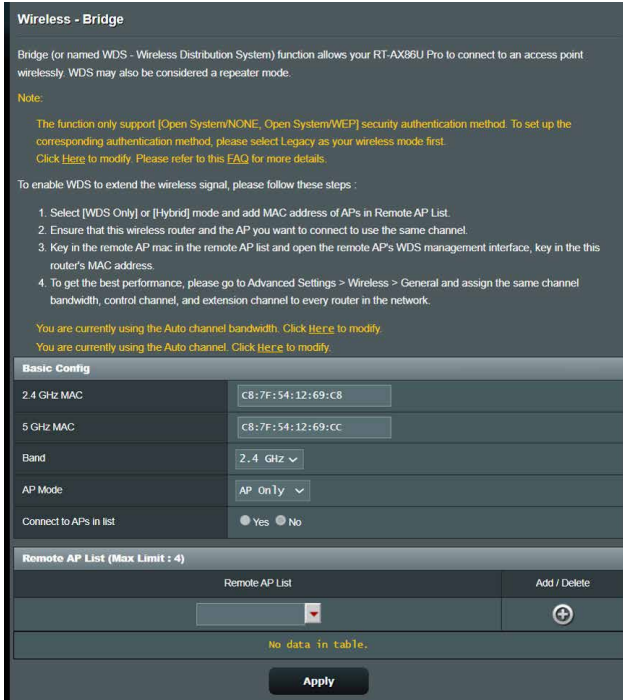 Wireless - Bridge
Bridge (or named WDS - Wireless Distribution System) function allows your RT-AX86U Pro to connect to an access point
wirelessly. WDS may also be considered a repeater mode.
Note:
The function only support [Open System/NONE, Open System/WEP] security authentication method. To set up the
corresponding authentication method, please select Legacy as your wireless mode first.
Click Here to modify. Please refer to this FAQ for more details.
To enable WDS to extend the wireless signal, please follow these steps :
1. Select [WDS Only] or [Hybrid] mode and add MAC address of APs in Remote AP List.
2. Ensure that this wireless router and the AP you want to connect to use the same channel.
3. Key in the remote AP mac in the remote AP list and open the remote AP's WDS management interface, key in the this
router's MAC address.
4. To get the best performance, please go to Advanced Settings > Wireless > General and assign the same channel
bandwidth, control channel, and extension channel to every router in the network.
You are currently using the Auto channel bandwidth. Click Here to modify.
You are currently using the Auto channel. Click Here to modify.
Basic Config
2.4 GHz MAC C8:7F:54:12:69:C8
5 GHz MAC C8:7F:54:12:69:CC
Band 2.4 GHz
AP Mode AP Only
Connect to APs in list Yes No
Remote AP List (Max Limit : 4)
Remote AP List Add / Delete
No data in table.
Apply